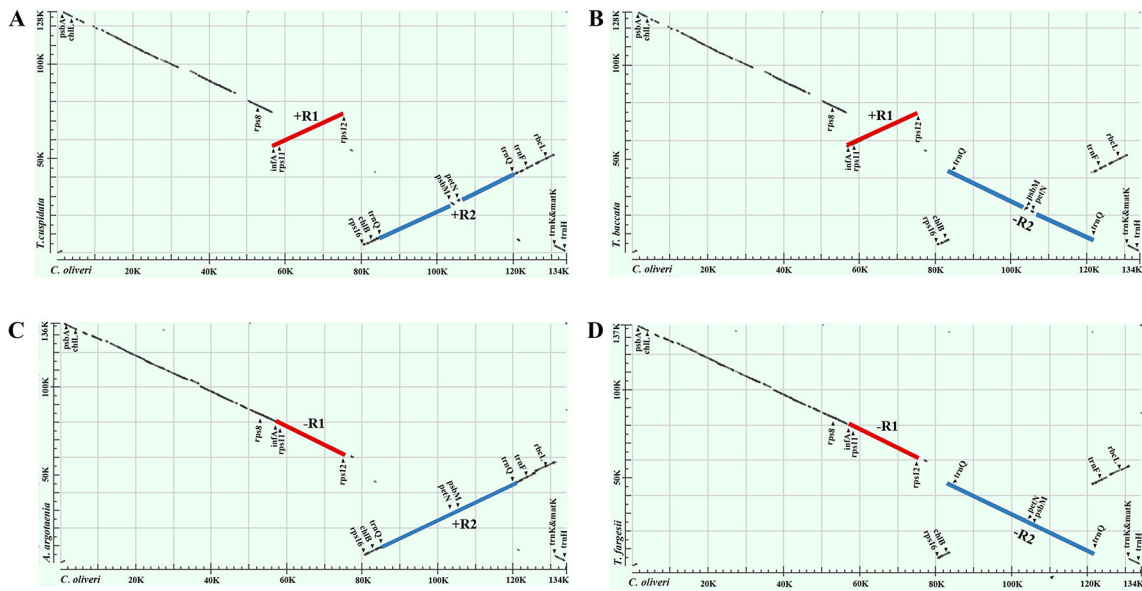 A
128K
100K
50K
T.cuspidata
psbA
chlL
rps8
+R1
infA
rps11
rps12
rps16
chlB
trnQ
psbM
petN
+R2
trnQ
trnF
rbcL
trnK&matK
trnH
C. oliveri
20K
40K
60K
80K
100K
120K
134K
B
128K
100K
50K
T. baccata
psbA
chlL
rps8
+R1
infA
rps11
rps12
trnQ
chlB
rps16
psbM
petN
-R2
trnQ
trnF
rbcL
trnK&matK
trnH
C. oliveri
20K
40K
60K
80K
100K
120K
134K
C
136K
100K
50K
A. argotaenia
psbA
chlL
rps8
-R1
infA
rps11
rps12
rps16
chlB
trnQ
petN
psbM
+R2
trnQ
trnF
rbcL
trnK&matK
trnH
C. oliveri
20K
40K
60K
80K
100K
120K
134K
D
137K
100K
50K
T. fargesii
psbA
chlL
rps8
-R1
infA
rps11
rps12
trnQ
chlB
rps16
petN
psbM
-R2
trnQ
trnF
rbcL
trnK&matK
trnH
C. oliveri
20K
40K
60K
80K
100K
120K
134K